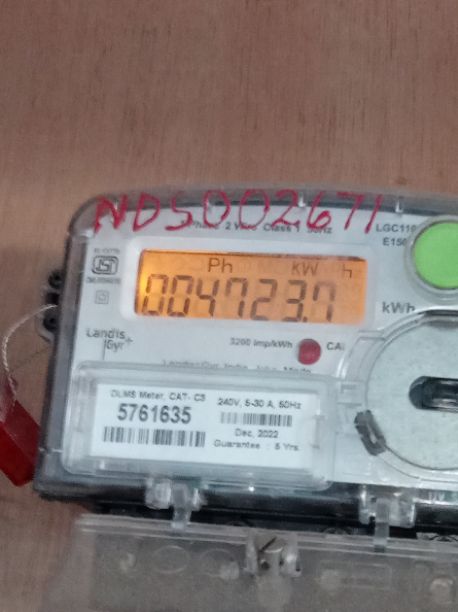 NDS002671
Phase 2 Wire Class 1 50Hz
LGC110
E150
Ph kW h
004723.7
kWh
Landis
Gyr+
3200 imp/kWh
CAL
DLMS Meter, CAT- C3
240V, 5-30 A, 50Hz
5761635
Dec, 2022
Guarantee : 5 Yrs.